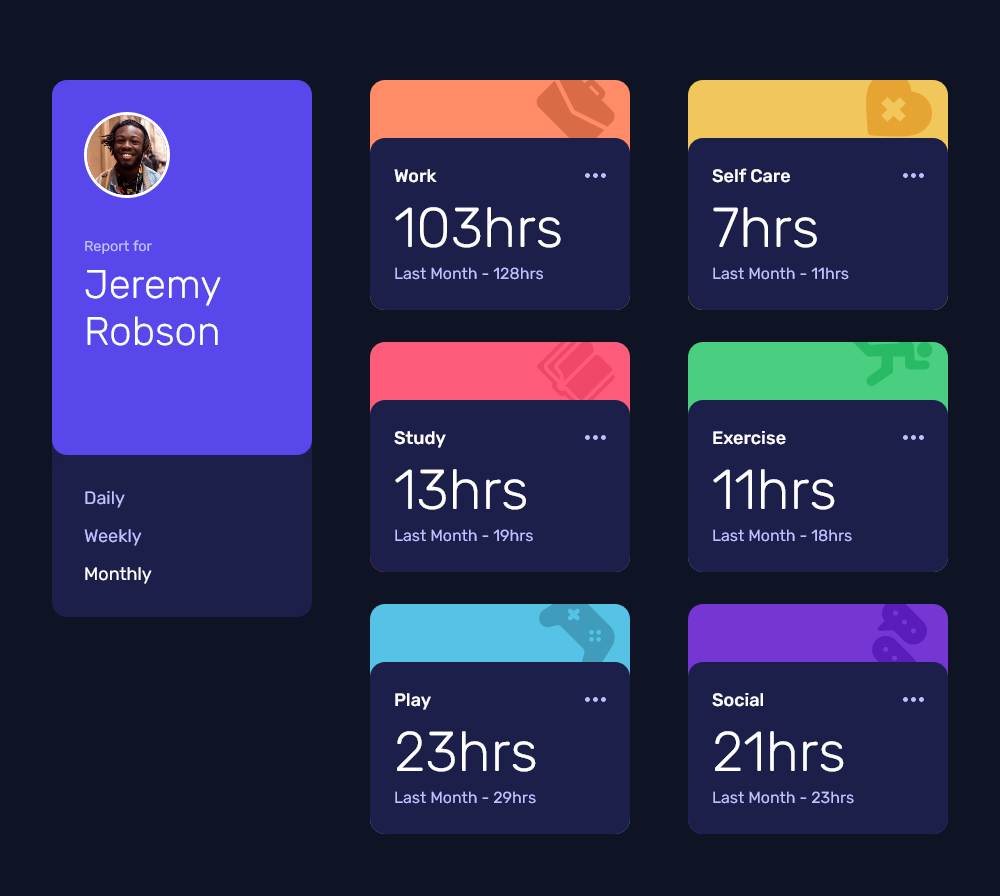 Report for
Jeremy
Robson
Daily
Weekly
Monthly
Work
103hrs
Last Month - 128hrs
Self Care
7hrs
Last Month - 11hrs
Study
13hrs
Last Month - 19hrs
Exercise
11hrs
Last Month - 18hrs
Play
23hrs
Last Month - 29hrs
Social
21hrs
Last Month - 23hrs